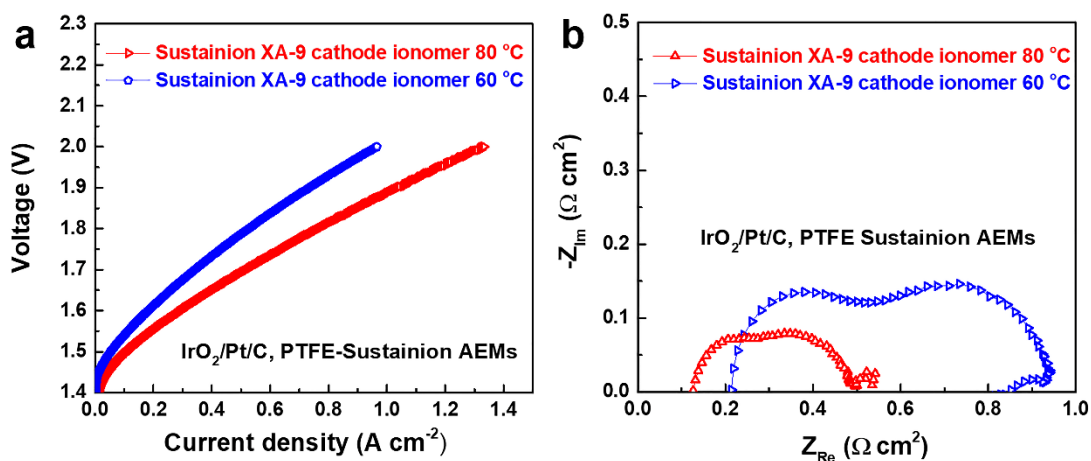 a
2.3
2.2
2.1
2.0
1.9
1.8
1.7
1.6
1.5
1.4
Voltage (V)
Sustainion XA-9 cathode ionomer 80 °C
Sustainion XA-9 cathode ionomer 60 °C
IrO₂/Pt/C, PTFE-Sustainion AEMs
0.0 0.2 0.4 0.6 0.8 1.0 1.2 1.4
Current density (A cm⁻²)
b
0.5
0.4
0.3
0.2
0.1
0.0
-Z_Im (Ω cm²)
Sustainion XA-9 cathode ionomer 80 °C
Sustainion XA-9 cathode ionomer 60 °C
IrO₂/Pt/C, PTFE Sustainion AEMs
0.0 0.2 0.4 0.6 0.8 1.0
Z_Re (Ω cm²)